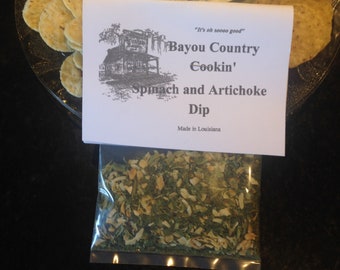 "It's oh soooo good"
Bayou Country
Cookin'
Spinach and Artichoke
Dip
Made in Louisiana